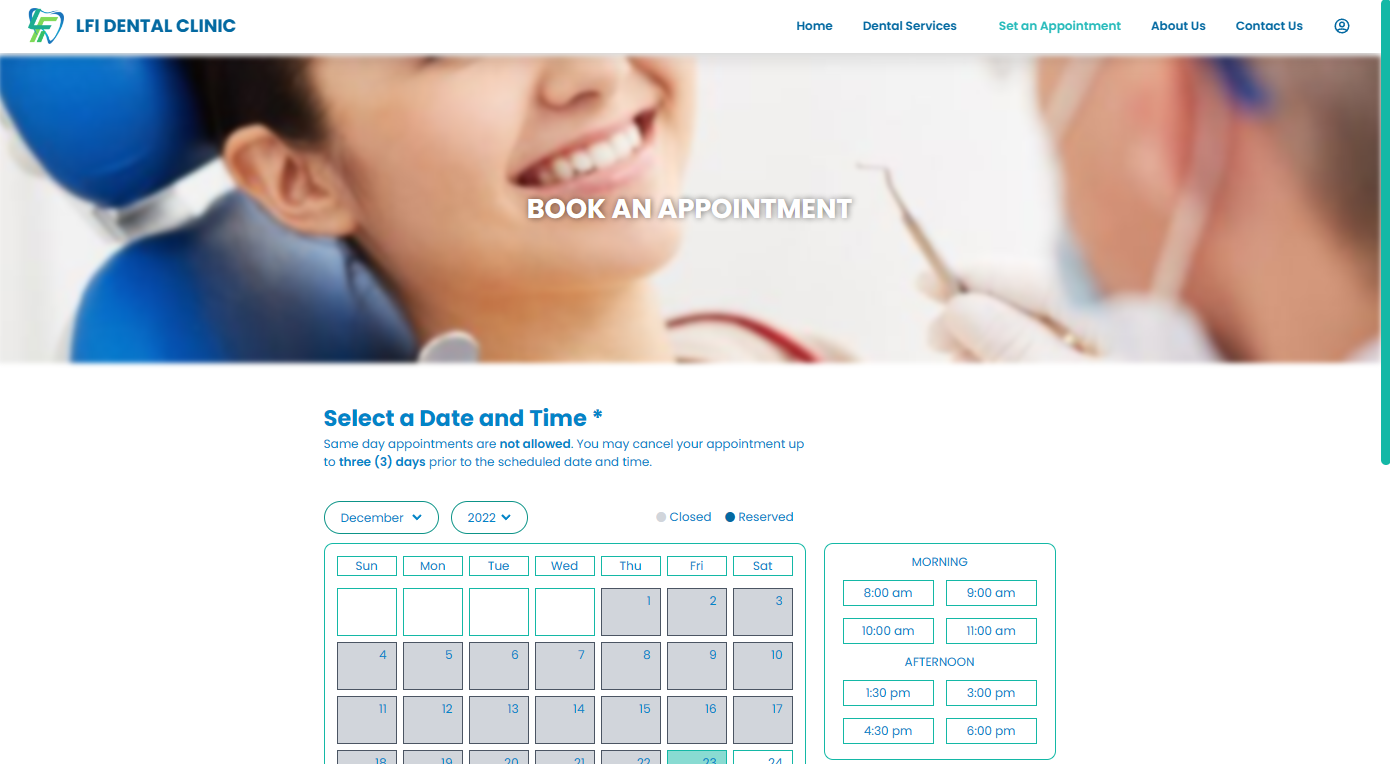 LFI DENTAL CLINIC
Home Dental Services Set an Appointment About Us Contact Us
BOOK AN APPOINTMENT
Select a Date and Time *
Same day appointments are not allowed. You may cancel your appointment up
to three (3) days prior to the scheduled date and time.
December 2022 Closed Reserved
Sun Mon Tue Wed Thu Fri Sat
1 2 3
4 5 6 7 8 9 10
11 12 13 14 15 16 17
18 19 20 21 22 23 24
MORNING
8:00 am 9:00 am
10:00 am 11:00 am
AFTERNOON
1:30 pm 3:00 pm
4:30 pm 6:00 pm